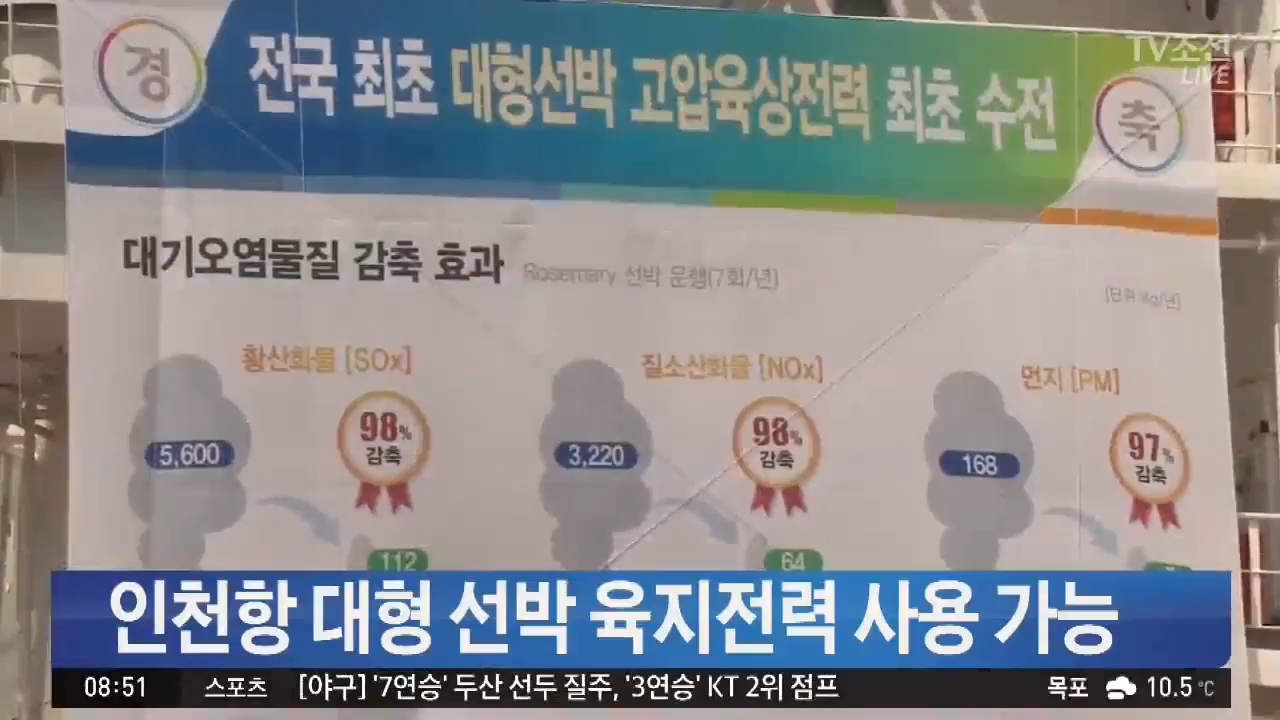 TV조선
LIVE
경
전국 최초 대형선박 고압육상전력 최초 수전
축
대기오염물질 감축 효과 Rosemary 선박 운행(7회/년)
[단위:kg/년]
황산화물 [SOx]
질소산화물 [NOx]
먼지 [PM]
5,600
98%
감축
3,220
98%
감축
168
97%
감축
112
64
인천항 대형 선박 육지전력 사용 가능
08:51 스포츠 [야구] '7연승' 두산 선두 질주, '3연승' KT 2위 점프 목포 10.5℃